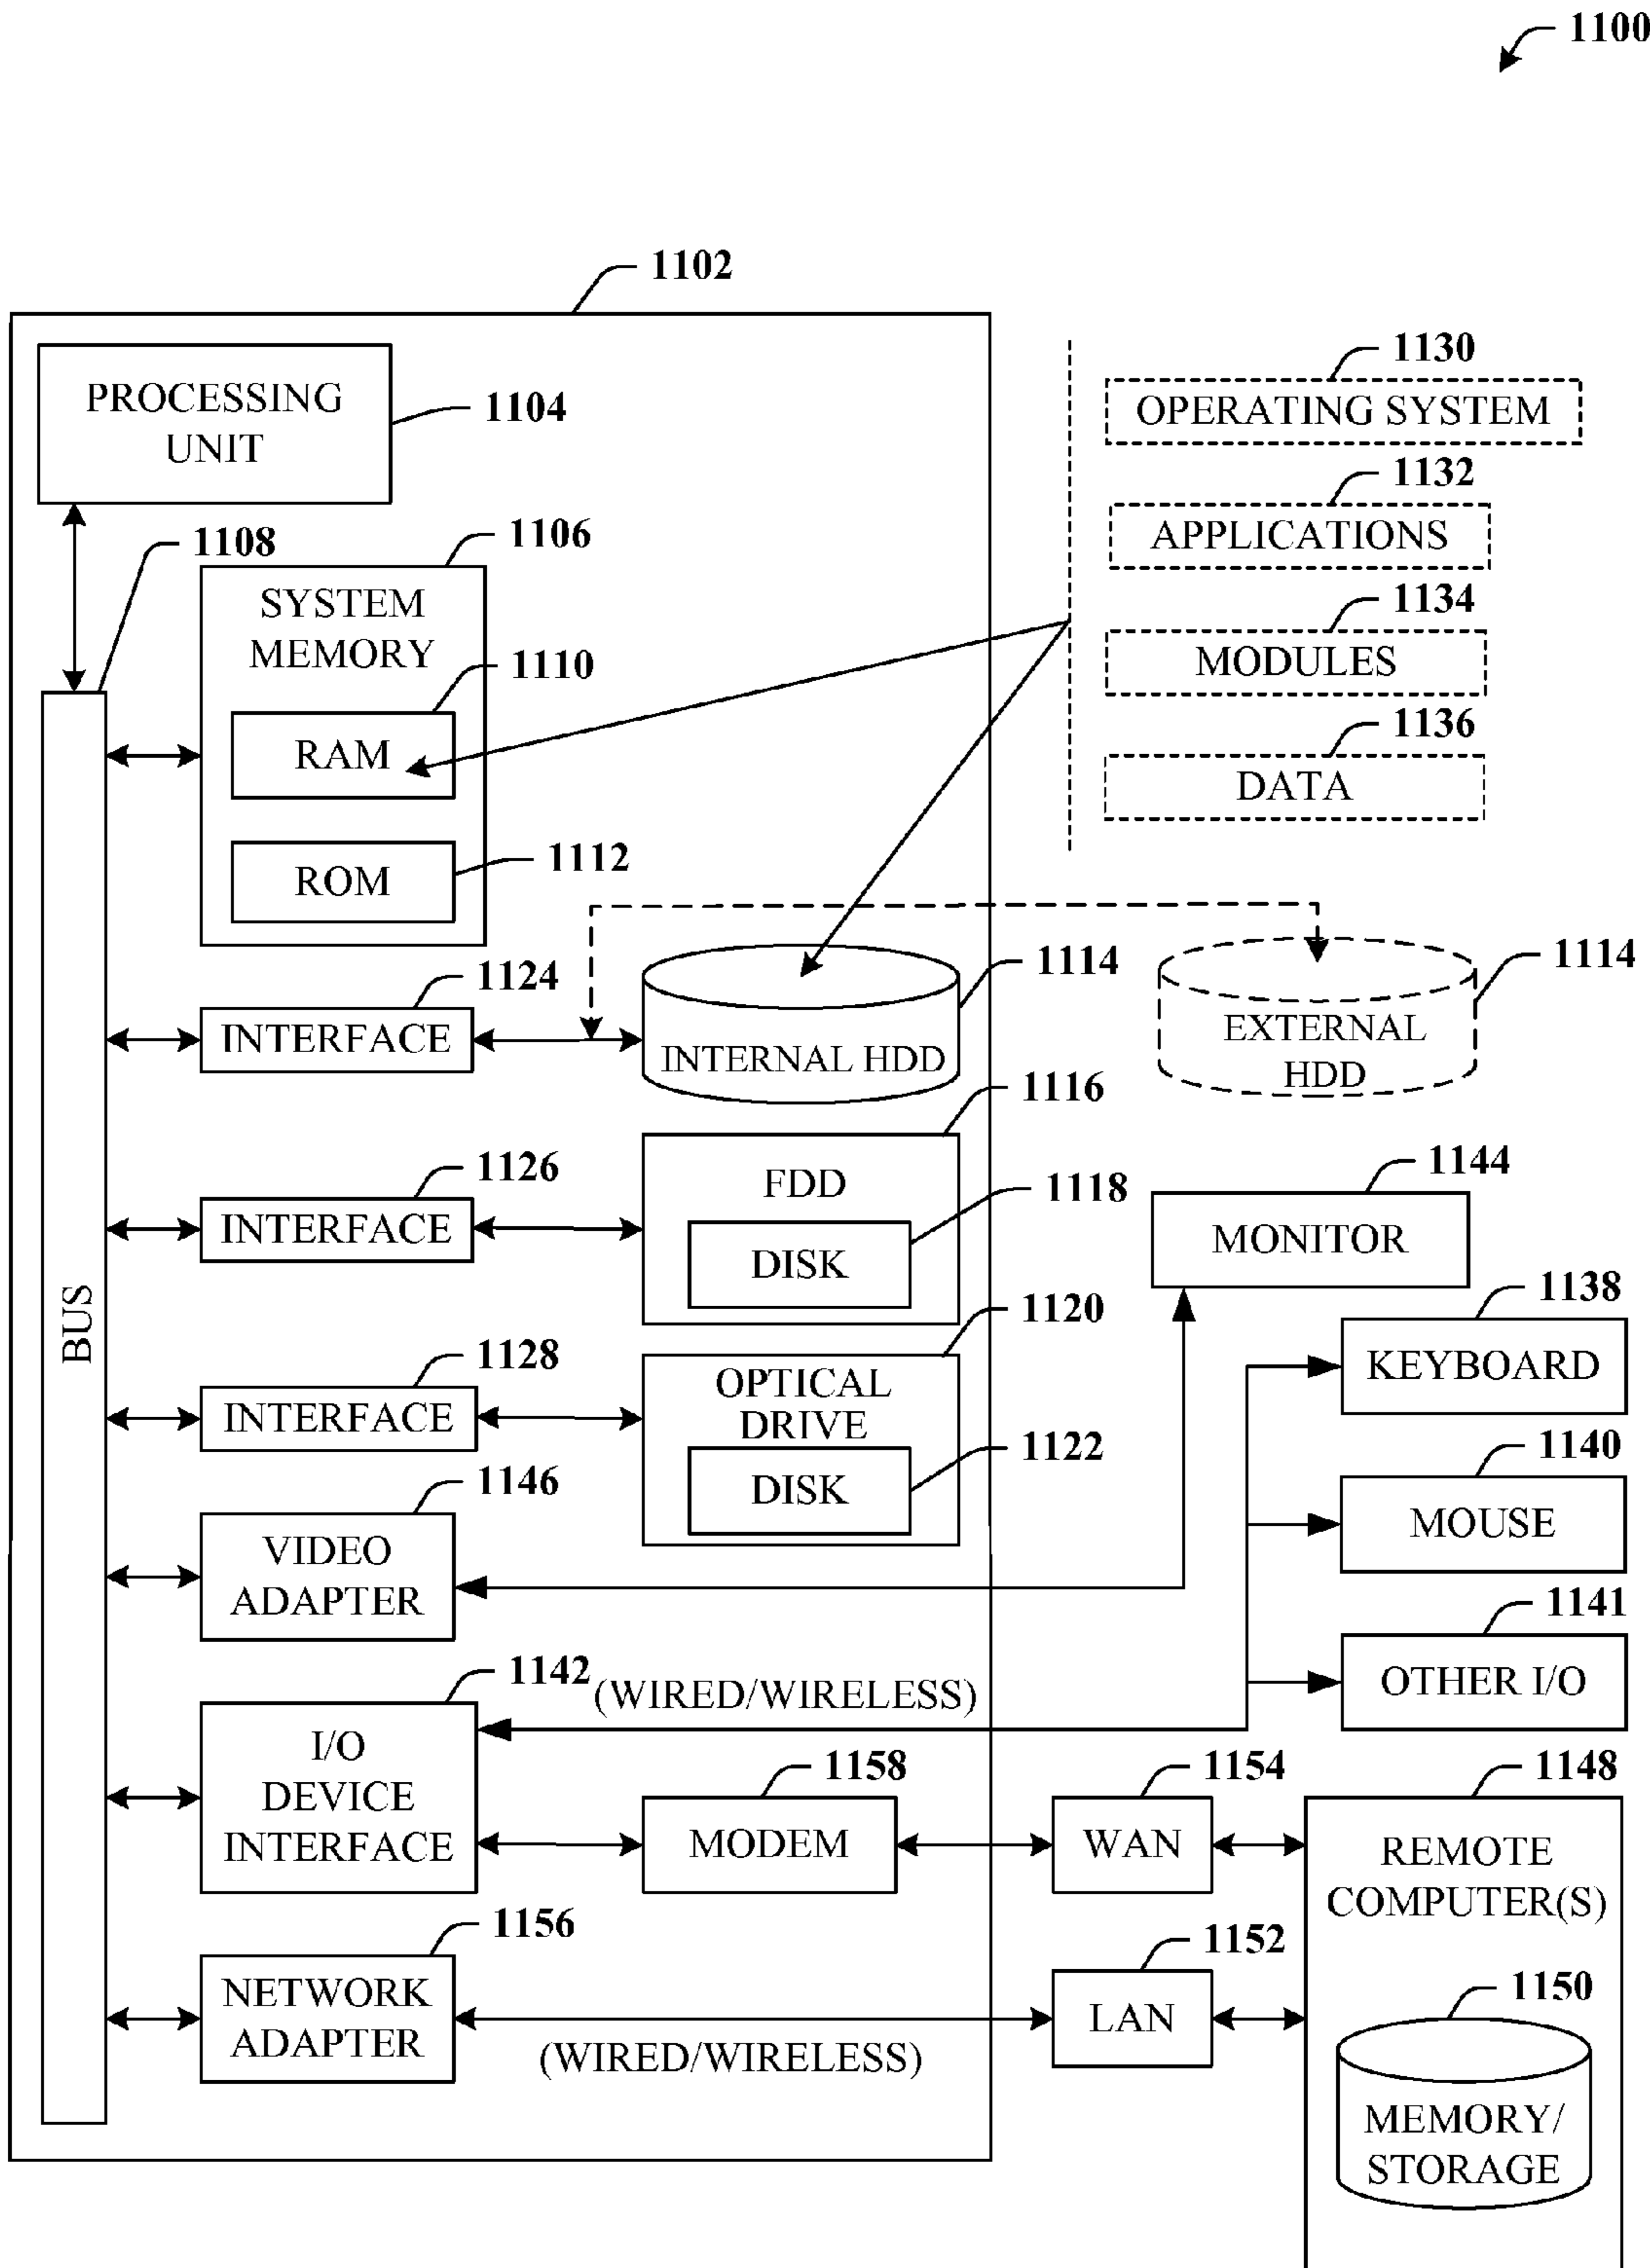 1100
1102
PROCESSING
UNIT
1104
1108
1106
SYSTEM
MEMORY
1110
RAM
1112
ROM
1130
OPERATING SYSTEM
1132
APPLICATIONS
1134
MODULES
1136
DATA
BUS
1124
INTERFACE
1114
INTERNAL HDD
1114
EXTERNAL
HDD
1126
INTERFACE
1116
FDD
1118
DISK
1144
MONITOR
1128
INTERFACE
1120
OPTICAL
DRIVE
1122
DISK
1138
KEYBOARD
1140
MOUSE
1146
VIDEO
ADAPTER
1141
OTHER I/O
1142
(WIRED/WIRELESS)
I/O
DEVICE
INTERFACE
1158
MODEM
1154
WAN
1148
REMOTE
COMPUTER(S)
1156
NETWORK
ADAPTER
(WIRED/WIRELESS)
1152
LAN
1150
MEMORY/
STORAGE